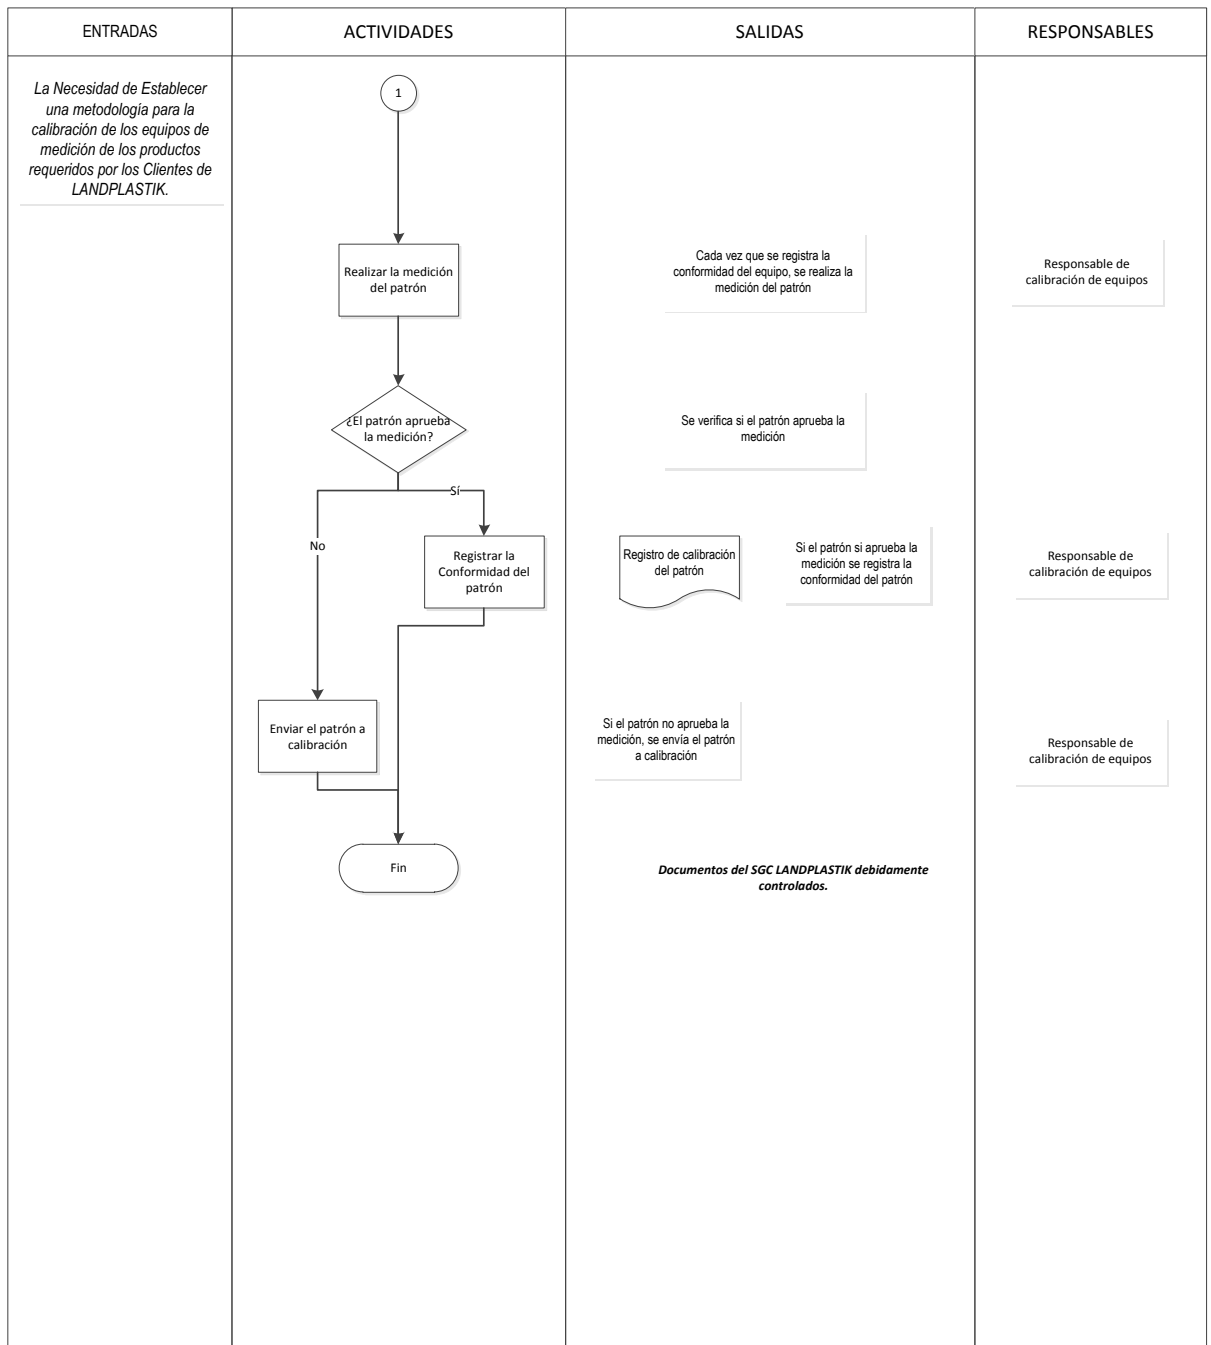 ENTRADAS
ACTIVIDADES
SALIDAS
RESPONSABLES
La Necesidad de Establecer
una metodología para la
calibración de los equipos de
medición de los productos
requeridos por los Clientes de
LANDPLASTIK.
1
Realizar la medición
del patrón
Cada vez que se registra la
conformidad del equipo, se realiza la
medición del patrón
Responsable de
calibración de equipos
¿El patrón aprueba
la medición?
Se verifica si el patrón aprueba la
medición
Sí
No
Registrar la
Conformidad del
patrón
Registro de calibración
del patrón
Si el patrón si aprueba la
medición se registra la
conformidad del patrón
Responsable de
calibración de equipos
Enviar el patrón a
calibración
Si el patrón no aprueba la
medición, se envía el patrón
a calibración
Responsable de
calibración de equipos
Fin
Documentos del SGC LANDPLASTIK debidamente
controlados.